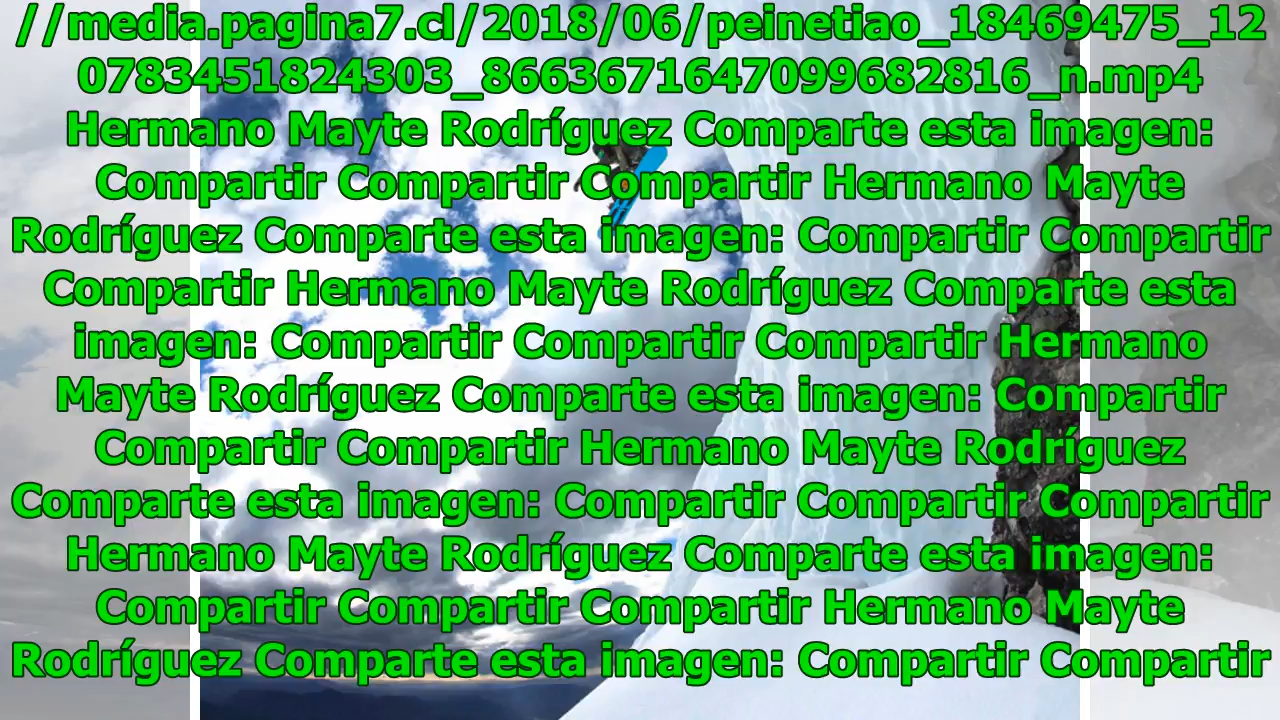 //media.pagina7.cl/2018/06/peinetiao_18469475_12
0783451824303_8663671647099682816_n.mp4
Hermano Mayte Rodríguez Comparte esta imagen:
Compartir Compartir Compartir Hermano Mayte
Rodríguez Comparte esta imagen: Compartir Compartir
Compartir Hermano Mayte Rodríguez Comparte esta
imagen: Compartir Compartir Compartir Hermano
Mayte Rodríguez Comparte esta imagen: Compartir
Compartir Compartir Hermano Mayte Rodríguez
Comparte esta imagen: Compartir Compartir Compartir
Hermano Mayte Rodríguez Comparte esta imagen:
Compartir Compartir Compartir Hermano Mayte
Rodríguez Comparte esta imagen: Compartir Compartir